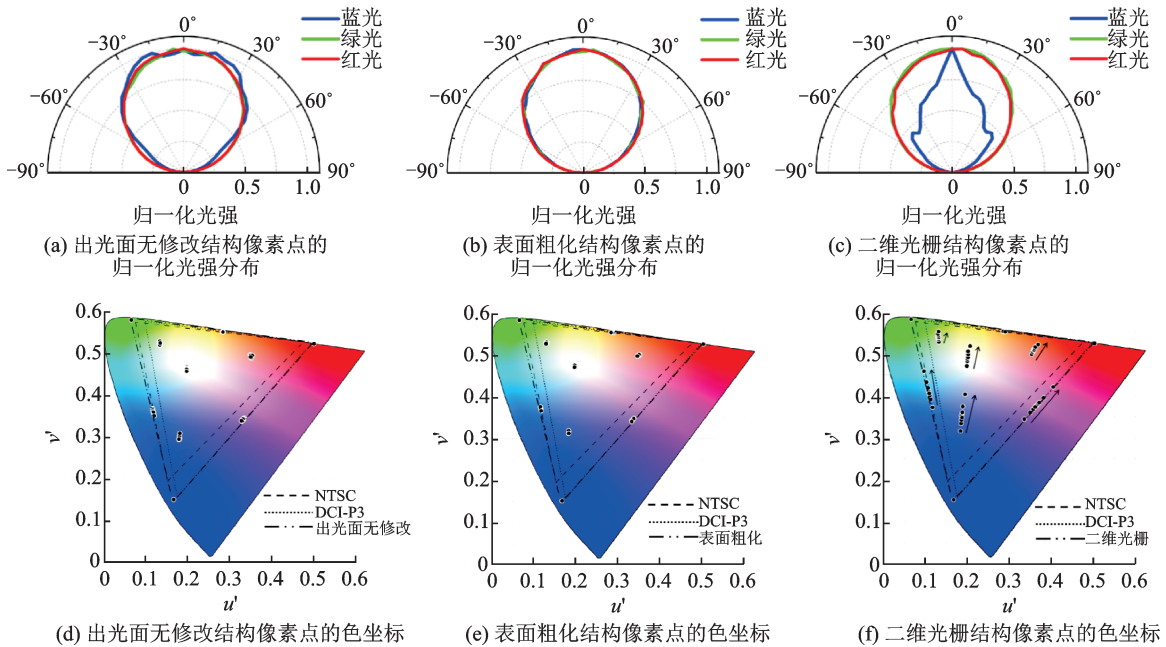 蓝光
绿光
红光
0°
−30°
30°
−60°
60°
−90°
90°
0
0.5
1.0
归一化光强
(a) 出光面无修改结构像素点的
归一化光强分布
蓝光
绿光
红光
0°
−30°
30°
−60°
60°
−90°
90°
0
0.5
1.0
归一化光强
(b) 表面粗化结构像素点的
归一化光强分布
蓝光
绿光
红光
0°
−30°
30°
−60°
60°
−90°
90°
0
0.5
1.0
归一化光强
(c) 二维光栅结构像素点的
归一化光强分布
0.6
0.5
0.4
0.3
0.2
0.1
0
v'
NTSC
DCI-P3
出光面无修改
0 0.1 0.2 0.3 0.4 0.5 0.6
u'
(d) 出光面无修改结构像素点的色坐标
0.6
0.5
0.4
0.3
0.2
0.1
0
v'
NTSC
DCI-P3
表面粗化
0 0.1 0.2 0.3 0.4 0.5 0.6
u'
(e) 表面粗化结构像素点的色坐标
0.6
0.5
0.4
0.3
0.2
0.1
0
v'
NTSC
DCI-P3
二维光栅
0 0.1 0.2 0.3 0.4 0.5 0.6
u'
(f) 二维光栅结构像素点的色坐标